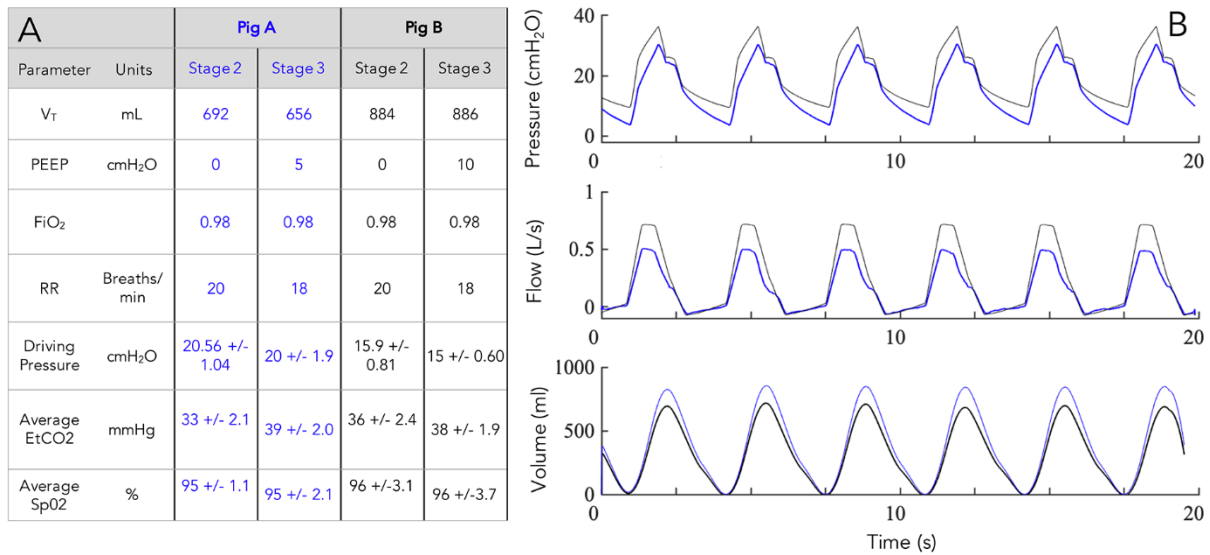 A
Pig A Pig B
Parameter Units Stage 2 Stage 3 Stage 2 Stage 3
VT mL 692 656 884 886
PEEP cmH2O 0 5 0 10
FiO2 0.98 0.98 0.98 0.98
RR Breaths/
min 20 18 20 18
Driving
Pressure cmH2O 20.56 +/-
1.04 20 +/- 1.9 15.9 +/-
0.81 15 +/- 0.60
Average
EtCO2 mmHg 33 +/- 2.1 39 +/- 2.0 36 +/- 2.4 38 +/- 1.9
Average
Sp02 % 95 +/- 1.1 95 +/- 2.1 96 +/-3.1 96 +/-3.7
B
Pressure (cmH2O)
40
20
0
0 10 20
Flow (L/s)
1
0.5
0
0 10 20
Volume (ml)
1000
500
0
0 10 20
Time (s)